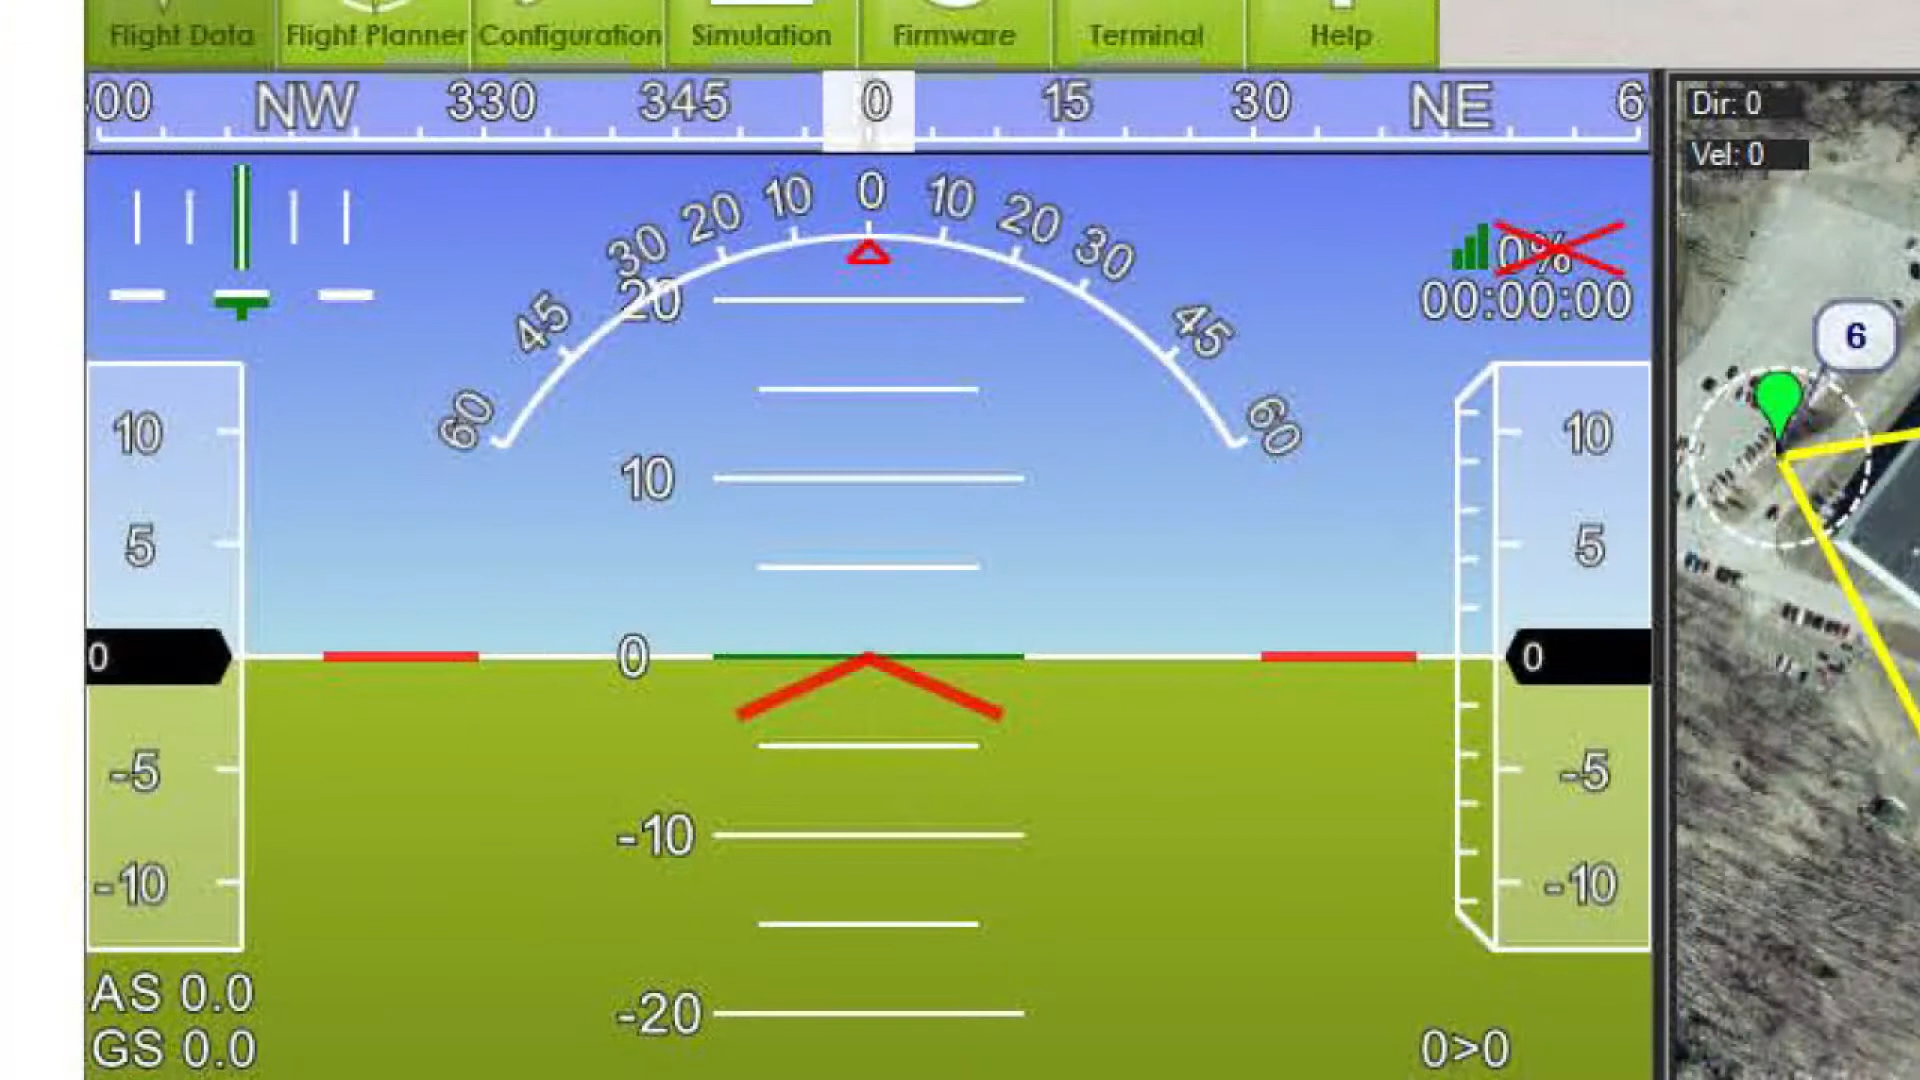 Flight Data Flight Planner Configuration Simulation Firmware Terminal Help
00 NW 330 345 0 15 30 NE 6
Dir: 0
Vel: 0
60 45 30 20 10 0 10 20 30 45 60
0%
00:00:00
20
6
10
5
0
-5
-10
10
0
-10
-20
10
5
0
-5
-10
AS 0.0
GS 0.0
0>0